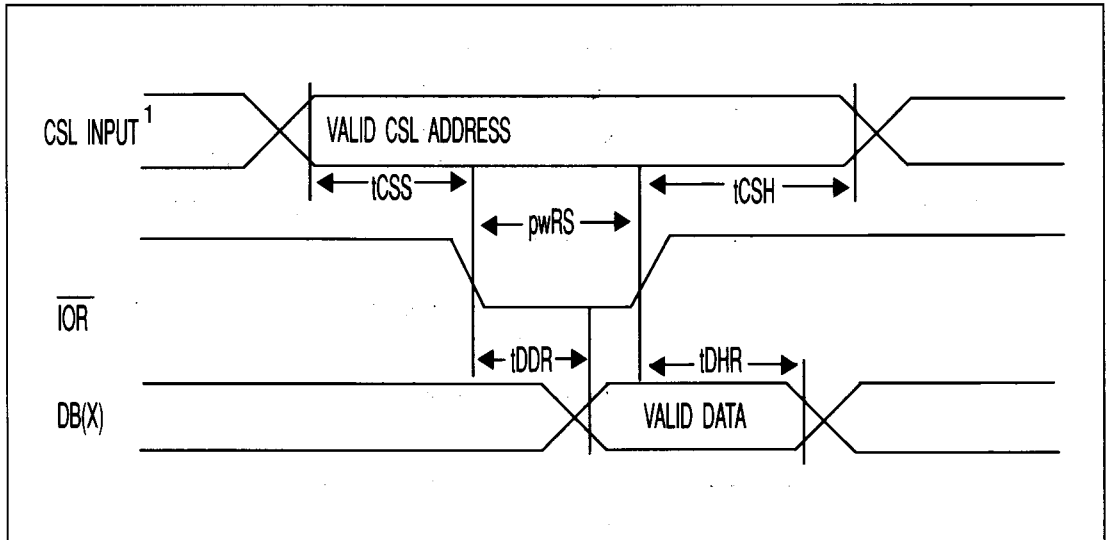 CSL INPUT 1
VALID CSL ADDRESS
tCSS
tCSH
pwRS
IOR
tDDR
tDHR
DB(X)
VALID DATA